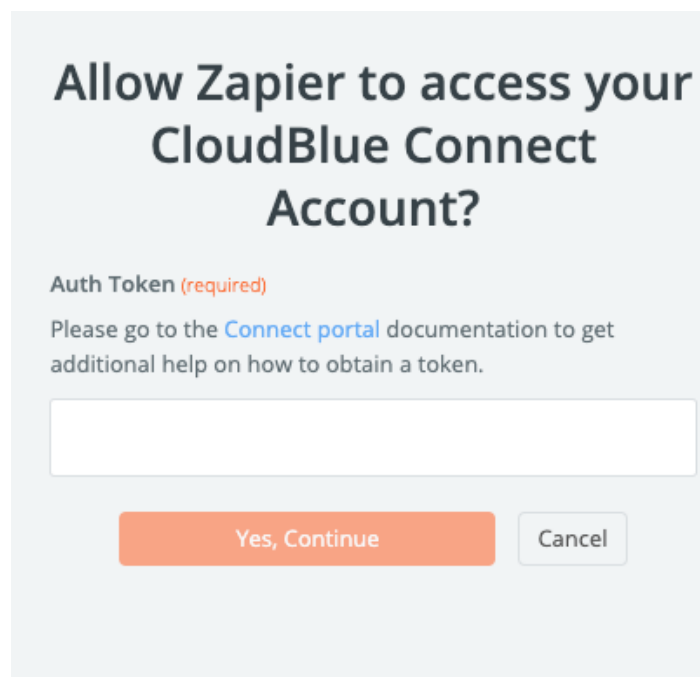 Allow Zapier to access your
CloudBlue Connect
Account?
Auth Token (required)
Please go to the Connect portal documentation to get
additional help on how to obtain a token.
Yes, Continue
Cancel